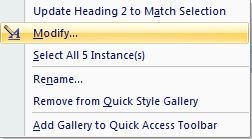 Update Heading 2 to Match Selection
Modify...
Select All 5 Instance(s)
Rename...
Remove from Quick Style Gallery
Add Gallery to Quick Access Toolbar